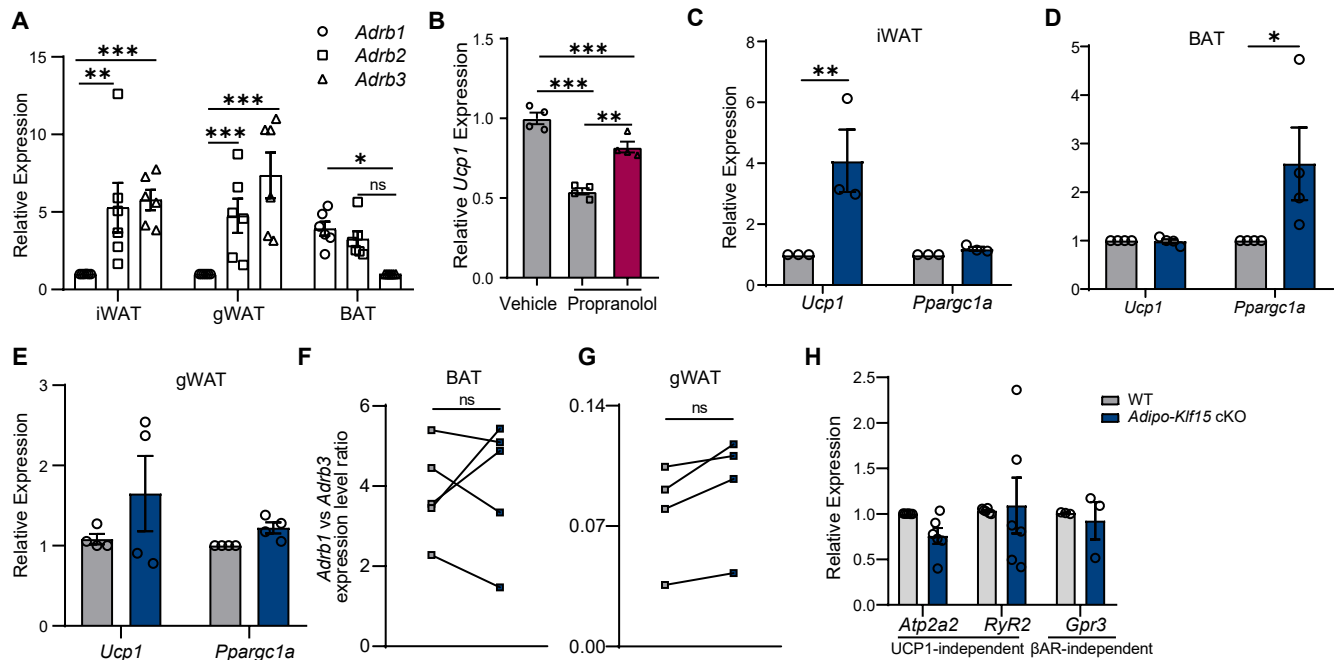 A
Relative Expression
15
10
5
0
***
**
***
***
*
ns
Adrb1
Adrb2
Adrb3
iWAT
gWAT
BAT
B
Relative Ucp1 Expression
1.5
1.0
0.5
0.0
***
***
**
Vehicle
Propranolol
C
iWAT
Relative Expression
8
6
4
2
0
**
Ucp1
Ppargc1a
D
BAT
5
4
3
2
1
0
*
Ucp1
Ppargc1a
E
gWAT
Relative Expression
3
2
1
0
Ucp1
Ppargc1a
F
BAT
Adrb1 vs Adrb3
expression level ratio
6
4
2
0
ns
G
gWAT
0.14
0.07
0.00
ns
H
Relative Expression
2.5
2.0
1.5
1.0
0.5
0.0
WT
Adipo-Klf15 cKO
Atp2a2
RyR2
Gpr3
UCP1-independent
βAR-independent